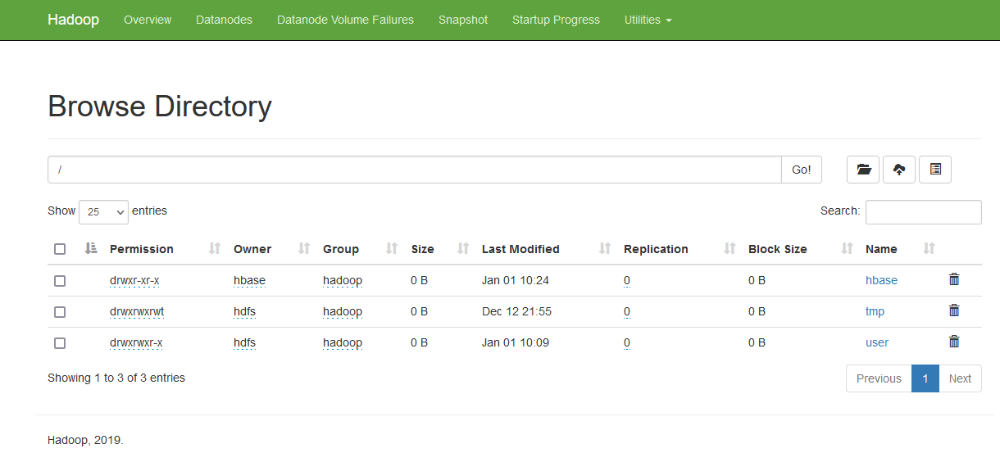 Hadoop Overview Datanodes Datanode Volume Failures Snapshot Startup Progress Utilities
Browse Directory
/ Go!
Show 25 entries Search:
Permission Owner Group Size Last Modified Replication Block Size Name
drwxr-xr-x hbase hadoop 0 B Jan 01 10:24 0 0 B hbase
drwxrwxrwt hdfs hadoop 0 B Dec 12 21:55 0 0 B tmp
drwxrwxr-x hdfs hadoop 0 B Jan 01 10:09 0 0 B user
Showing 1 to 3 of 3 entries Previous 1 Next
Hadoop, 2019.